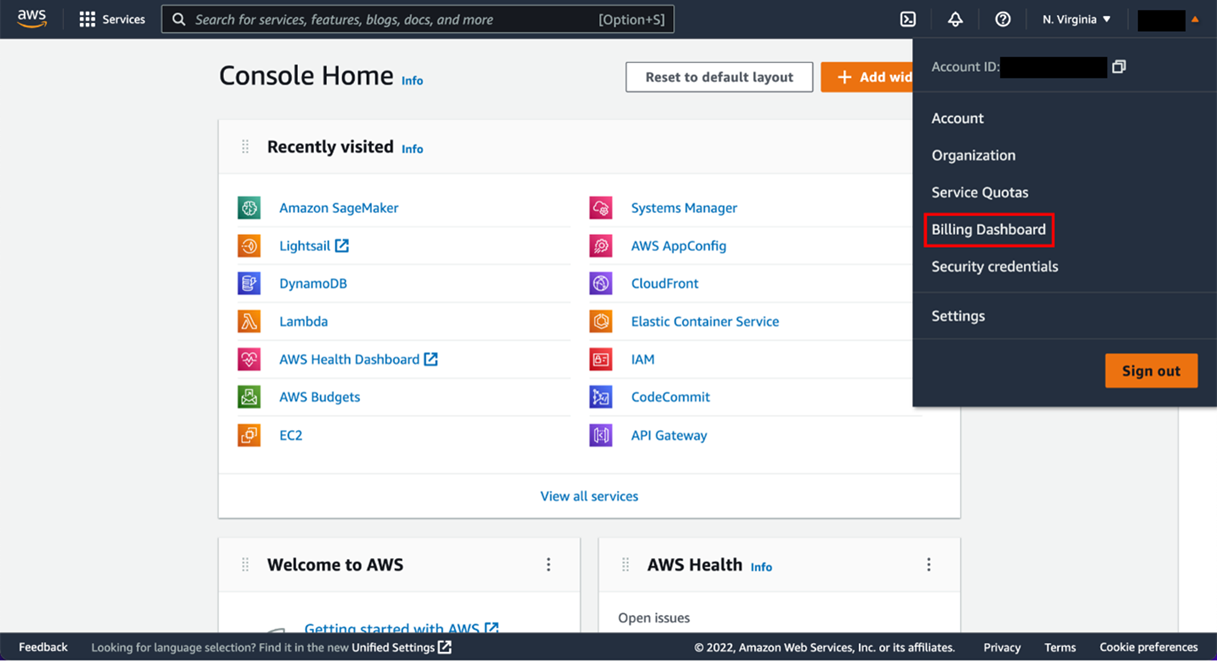 aws
Services
Search for services, features, blogs, docs, and more [Option+S]
N. Virginia
Console Home Info
Reset to default layout
Add wid
Account ID:
Account
Organization
Service Quotas
Billing Dashboard
Security credentials
Settings
Sign out
Recently visited Info
Amazon SageMaker
Systems Manager
Lightsail
AWS AppConfig
DynamoDB
CloudFront
Lambda
Elastic Container Service
AWS Health Dashboard
IAM
AWS Budgets
CodeCommit
EC2
API Gateway
View all services
Welcome to AWS
AWS Health Info
Getting started with AWS
Open issues
Feedback Looking for language selection? Find it in the new Unified Settings © 2022, Amazon Web Services, Inc. or its affiliates. Privacy Terms Cookie preferences